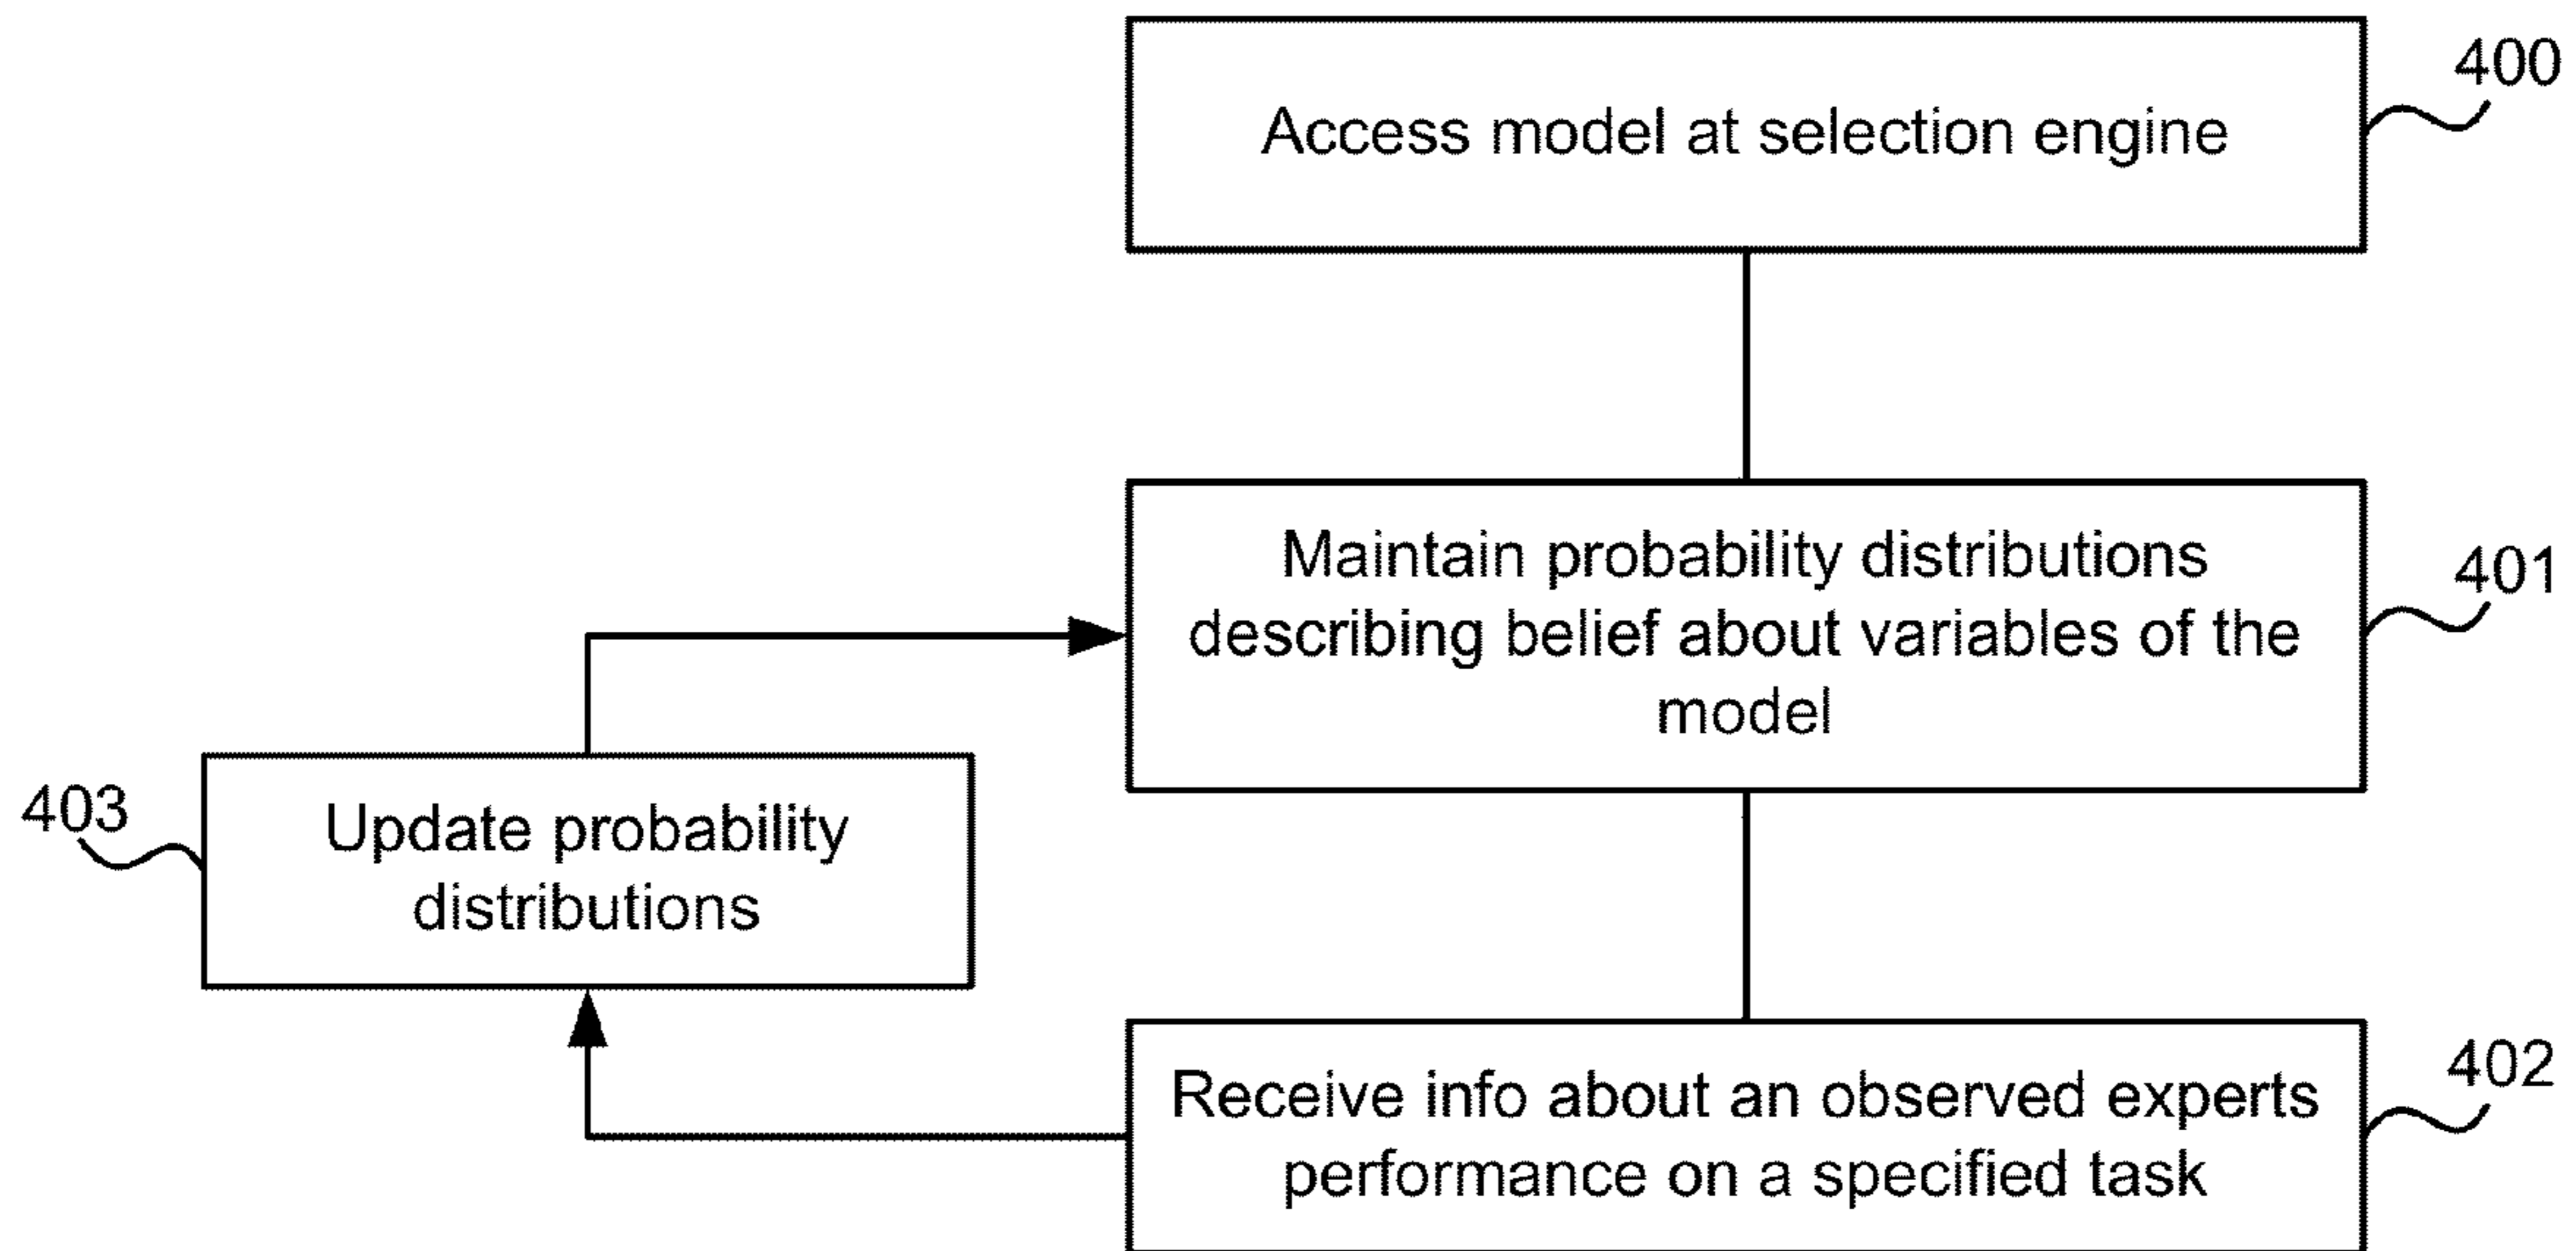 Access model at selection engine
400
Maintain probability distributions
describing belief about variables of the
model
401
403
Update probability
distributions
Receive info about an observed experts
performance on a specified task
402